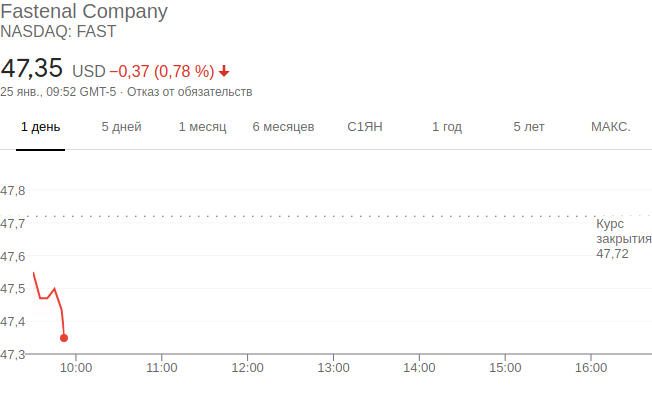 Fastenal Company
NASDAQ: FAST
47,35 USD −0,37 (0,78 %)
25 янв., 09:52 GMT-5 · Отказ от обязательств
1 день 5 дней 1 месяц 6 месяцев С1ЯН 1 год 5 лет МАКС.
47,8
47,7
Курс
закрытия
47,6
47,72
47,5
47,4
47,3
10:00 11:00 12:00 13:00 14:00 15:00 16:00